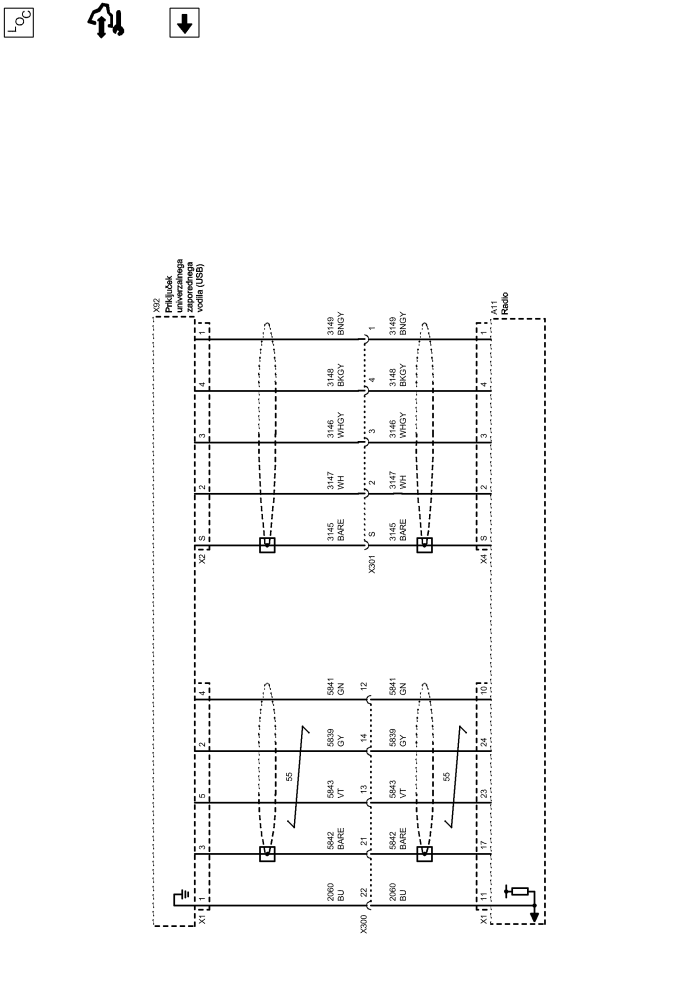 LOC
X92
Priključek
univerzalnega
zaporednega
vodila (USB)
1
4
3
2
S
X2
3149
BNGY
3148
BKGY
3146
WHGY
3147
WH
3145
BARE
1
4
3
2
S
X301
3149
BNGY
3148
BKGY
3146
WHGY
3147
WH
3145
BARE
A11
Radio
1
4
3
2
S
X4
4
2
5
3
1
X1
55
5841
GN
5839
GY
5843
VT
5842
BARE
2060
BU
12
14
13
21
22
X300
5841
GN
5839
GY
5843
VT
5842
BARE
2060
BU
55
10
24
23
17
11
X1